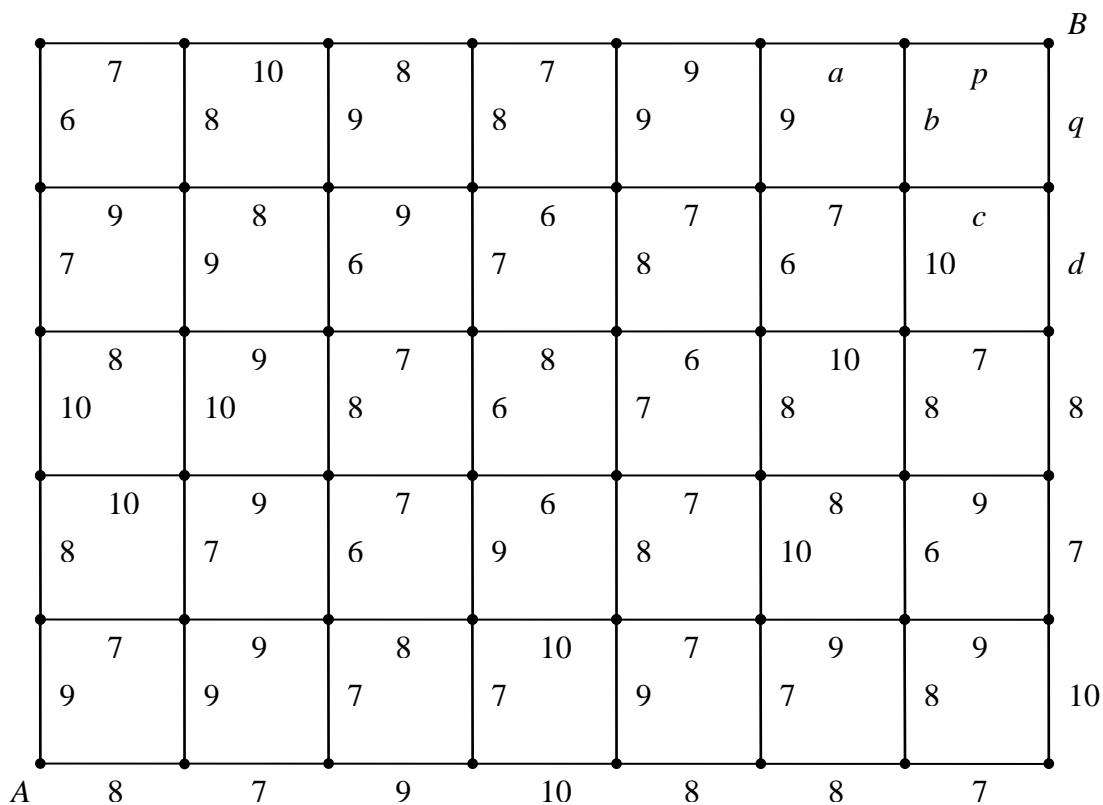 B
7 10 8 7 9 a p
6 8 9 8 9 9 b q
9 8 9 6 7 7 c
7 9 6 7 8 6 10 d
8 9 7 8 6 10 7
10 10 8 6 7 8 8 8
10 9 7 6 7 8 9
8 7 6 9 8 10 6 7
7 9 8 10 7 9 9
9 9 7 7 9 7 8 10
A 8 7 9 10 8 8 7